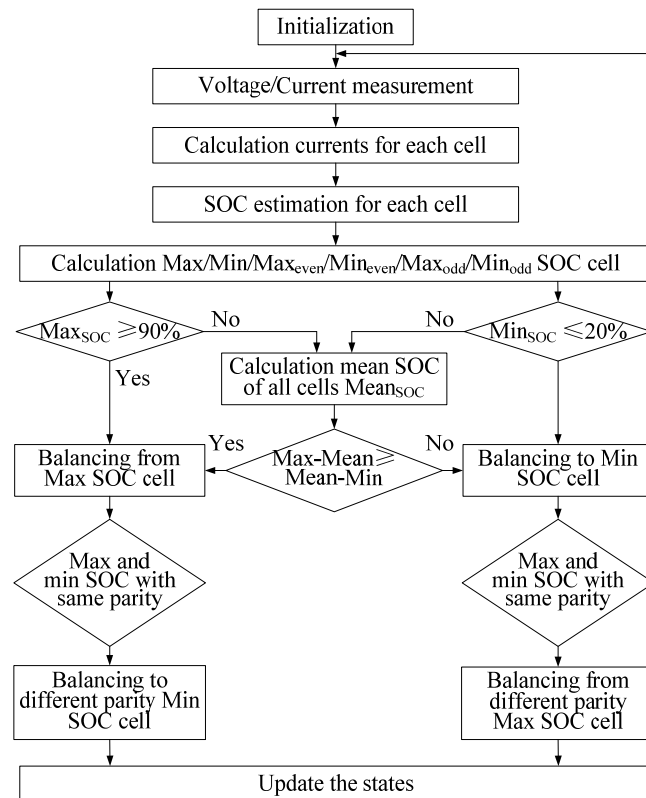 Initialization
Voltage/Current measurement
Calculation currents for each cell
SOC estimation for each cell
Calculation Max/Min/Maxeven/Mineven/Maxodd/Minodd SOC cell
MaxSOC ⩾90%
No
No
MinSOC ⩽20%
Yes
Calculation mean SOC
of all cells MeanSOC
Yes
Max-Mean⩾
Mean-Min
No
Balancing from
Max SOC cell
Balancing to Min
SOC cell
Max and
min SOC with
same parity
Max and
min SOC with
same parity
Balancing to
different parity Min
SOC cell
Balancing from
different parity
Max SOC cell
Update the states